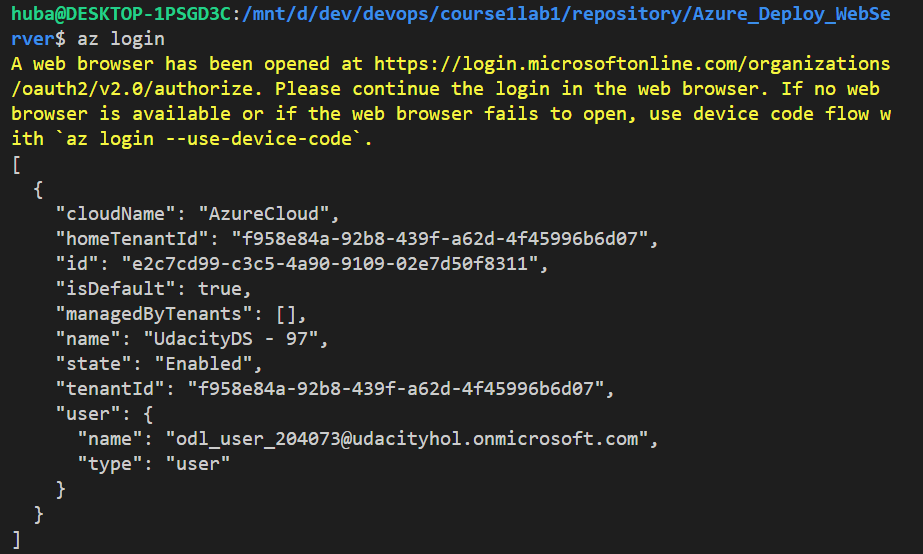 huba@DESKTOP-1PSGD3C:/mnt/d/dev/devops/course1lab1/repository/Azure_Deploy_WebSe
rver$ az login
A web browser has been opened at https://login.microsoftonline.com/organizations
/oauth2/v2.0/authorize. Please continue the login in the web browser. If no web
browser is available or if the web browser fails to open, use device code flow w
ith `az login --use-device-code`.
[
  {
    "cloudName": "AzureCloud",
    "homeTenantId": "f958e84a-92b8-439f-a62d-4f45996b6d07",
    "id": "e2c7cd99-c3c5-4a90-9109-02e7d50f8311",
    "isDefault": true,
    "managedByTenants": [],
    "name": "UdacityDS - 97",
    "state": "Enabled",
    "tenantId": "f958e84a-92b8-439f-a62d-4f45996b6d07",
    "user": {
      "name": "odl_user_204073@udacityhol.onmicrosoft.com",
      "type": "user"
    }
  }
]